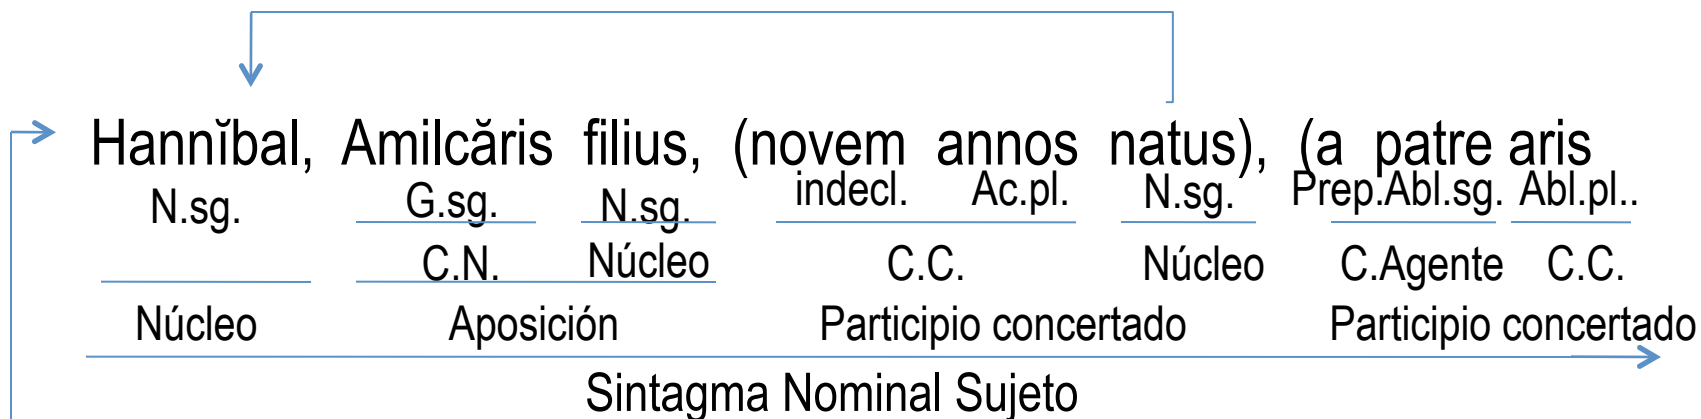 Hannĭbal, Amilcăris filius, (novem annos natus), (a patre aris
N.sg. G.sg. N.sg. indecl. Ac.pl. N.sg. Prep.Abl.sg. Abl.pl..
C.N. Núcleo C.C. Núcleo C.Agente C.C.
Núcleo Aposición Participio concertado Participio concertado
Sintagma Nominal Sujeto